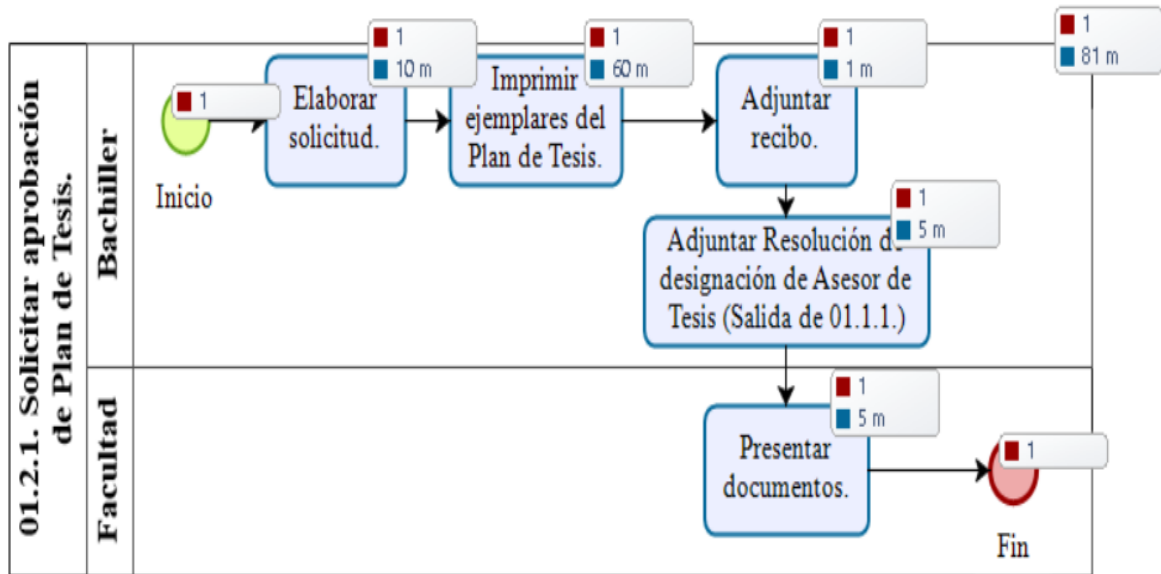 01.2.1. Solicitar aprobación
de Plan de Tesis.
Bachiller
Facultad
1
Inicio
1
10 m
Elaborar
solicitud.
1
60 m
Imprimir
ejemplares del
Plan de Tesis.
1
1 m
Adjuntar
recibo.
1
81 m
1
5 m
Adjuntar Resolución de
designación de Asesor de
Tesis (Salida de 01.1.1.)
1
5 m
Presentar
documentos.
1
Fin